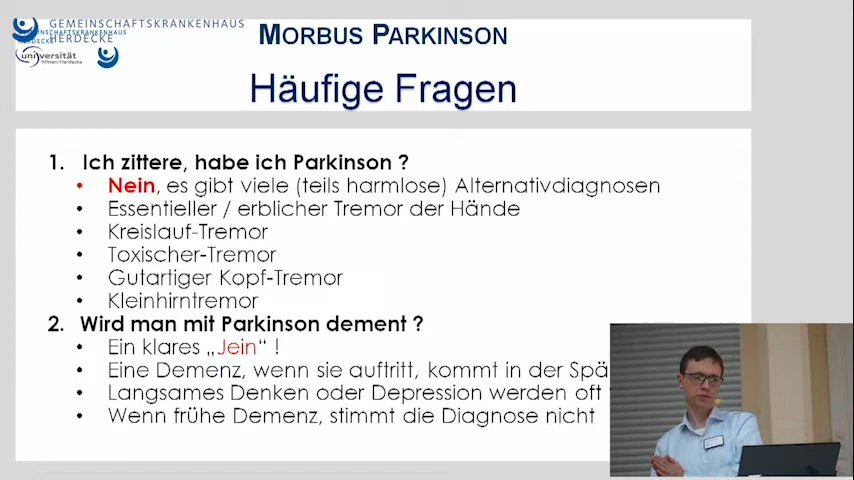 GEMEINSCHAFTSKRANKENHAUS
HERDECKE
GEMEINSCHAFTSKRANKENHAUS
HERDECKE
universität
Witten/Herdecke
MORBUS PARKINSON
Häufige Fragen
1. Ich zittere, habe ich Parkinson ?
• Nein, es gibt viele (teils harmlose) Alternativdiagnosen
• Essentieller / erblicher Tremor der Hände
• Kreislauf-Tremor
• Toxischer-Tremor
• Gutartiger Kopf-Tremor
• Kleinhirntremor
2. Wird man mit Parkinson dement ?
• Ein klares „Jein“ !
• Eine Demenz, wenn sie auftritt, kommt in der Spä
• Langsames Denken oder Depression werden oft
• Wenn frühe Demenz, stimmt die Diagnose nicht